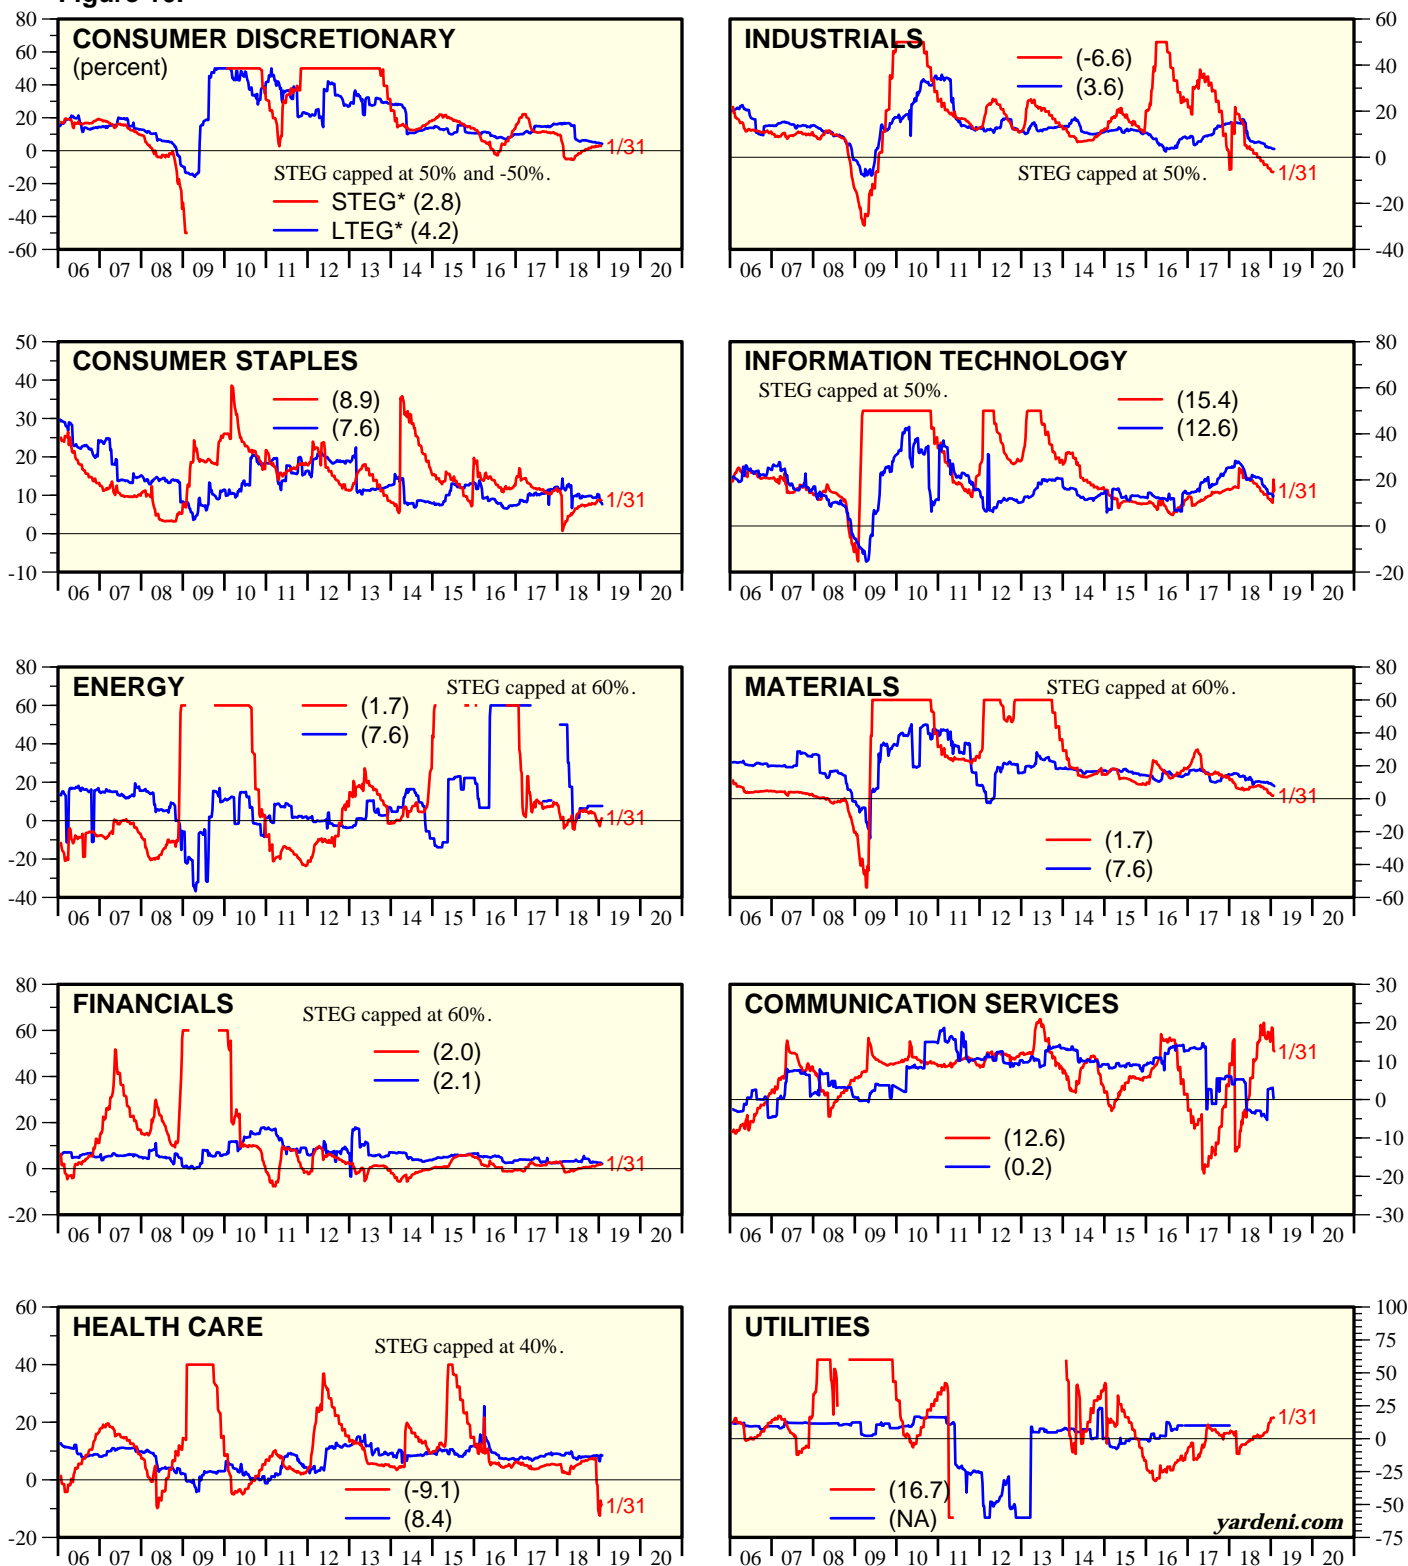 CONSUMER DISCRETIONARY
(percent)
80
60
40
20
0
-20
-40
-60
STEG capped at 50% and -50%.
STEG* (2.8)
LTEG* (4.2)
1/31
06 07 08 09 10 11 12 13 14 15 16 17 18 19 20
INDUSTRIALS
(-6.6)
(3.6)
STEG capped at 50%.
1/31
60
40
20
0
-20
-40
06 07 08 09 10 11 12 13 14 15 16 17 18 19 20
CONSUMER STAPLES
50
40
30
20
10
0
-10
(8.9)
(7.6)
1/31
06 07 08 09 10 11 12 13 14 15 16 17 18 19 20
INFORMATION TECHNOLOGY
STEG capped at 50%.
(15.4)
(12.6)
1/31
80
60
40
20
0
-20
06 07 08 09 10 11 12 13 14 15 16 17 18 19 20
ENERGY
STEG capped at 60%.
80
60
40
20
0
-20
-40
(1.7)
(7.6)
1/31
06 07 08 09 10 11 12 13 14 15 16 17 18 19 20
MATERIALS
STEG capped at 60%.
(1.7)
(7.6)
1/31
80
60
40
20
0
-20
-40
-60
06 07 08 09 10 11 12 13 14 15 16 17 18 19 20
FINANCIALS
STEG capped at 60%.
80
60
40
20
0
-20
(2.0)
(2.1)
1/31
06 07 08 09 10 11 12 13 14 15 16 17 18 19 20
COMMUNICATION SERVICES
(12.6)
(0.2)
1/31
30
20
10
0
-10
-20
-30
06 07 08 09 10 11 12 13 14 15 16 17 18 19 20
HEALTH CARE
STEG capped at 40%.
60
40
20
0
-20
(-9.1)
(8.4)
1/31
06 07 08 09 10 11 12 13 14 15 16 17 18 19 20
UTILITIES
(16.7)
(NA)
1/31
100
75
50
25
0
-25
-50
-75
yardeni.com
06 07 08 09 10 11 12 13 14 15 16 17 18 19 20